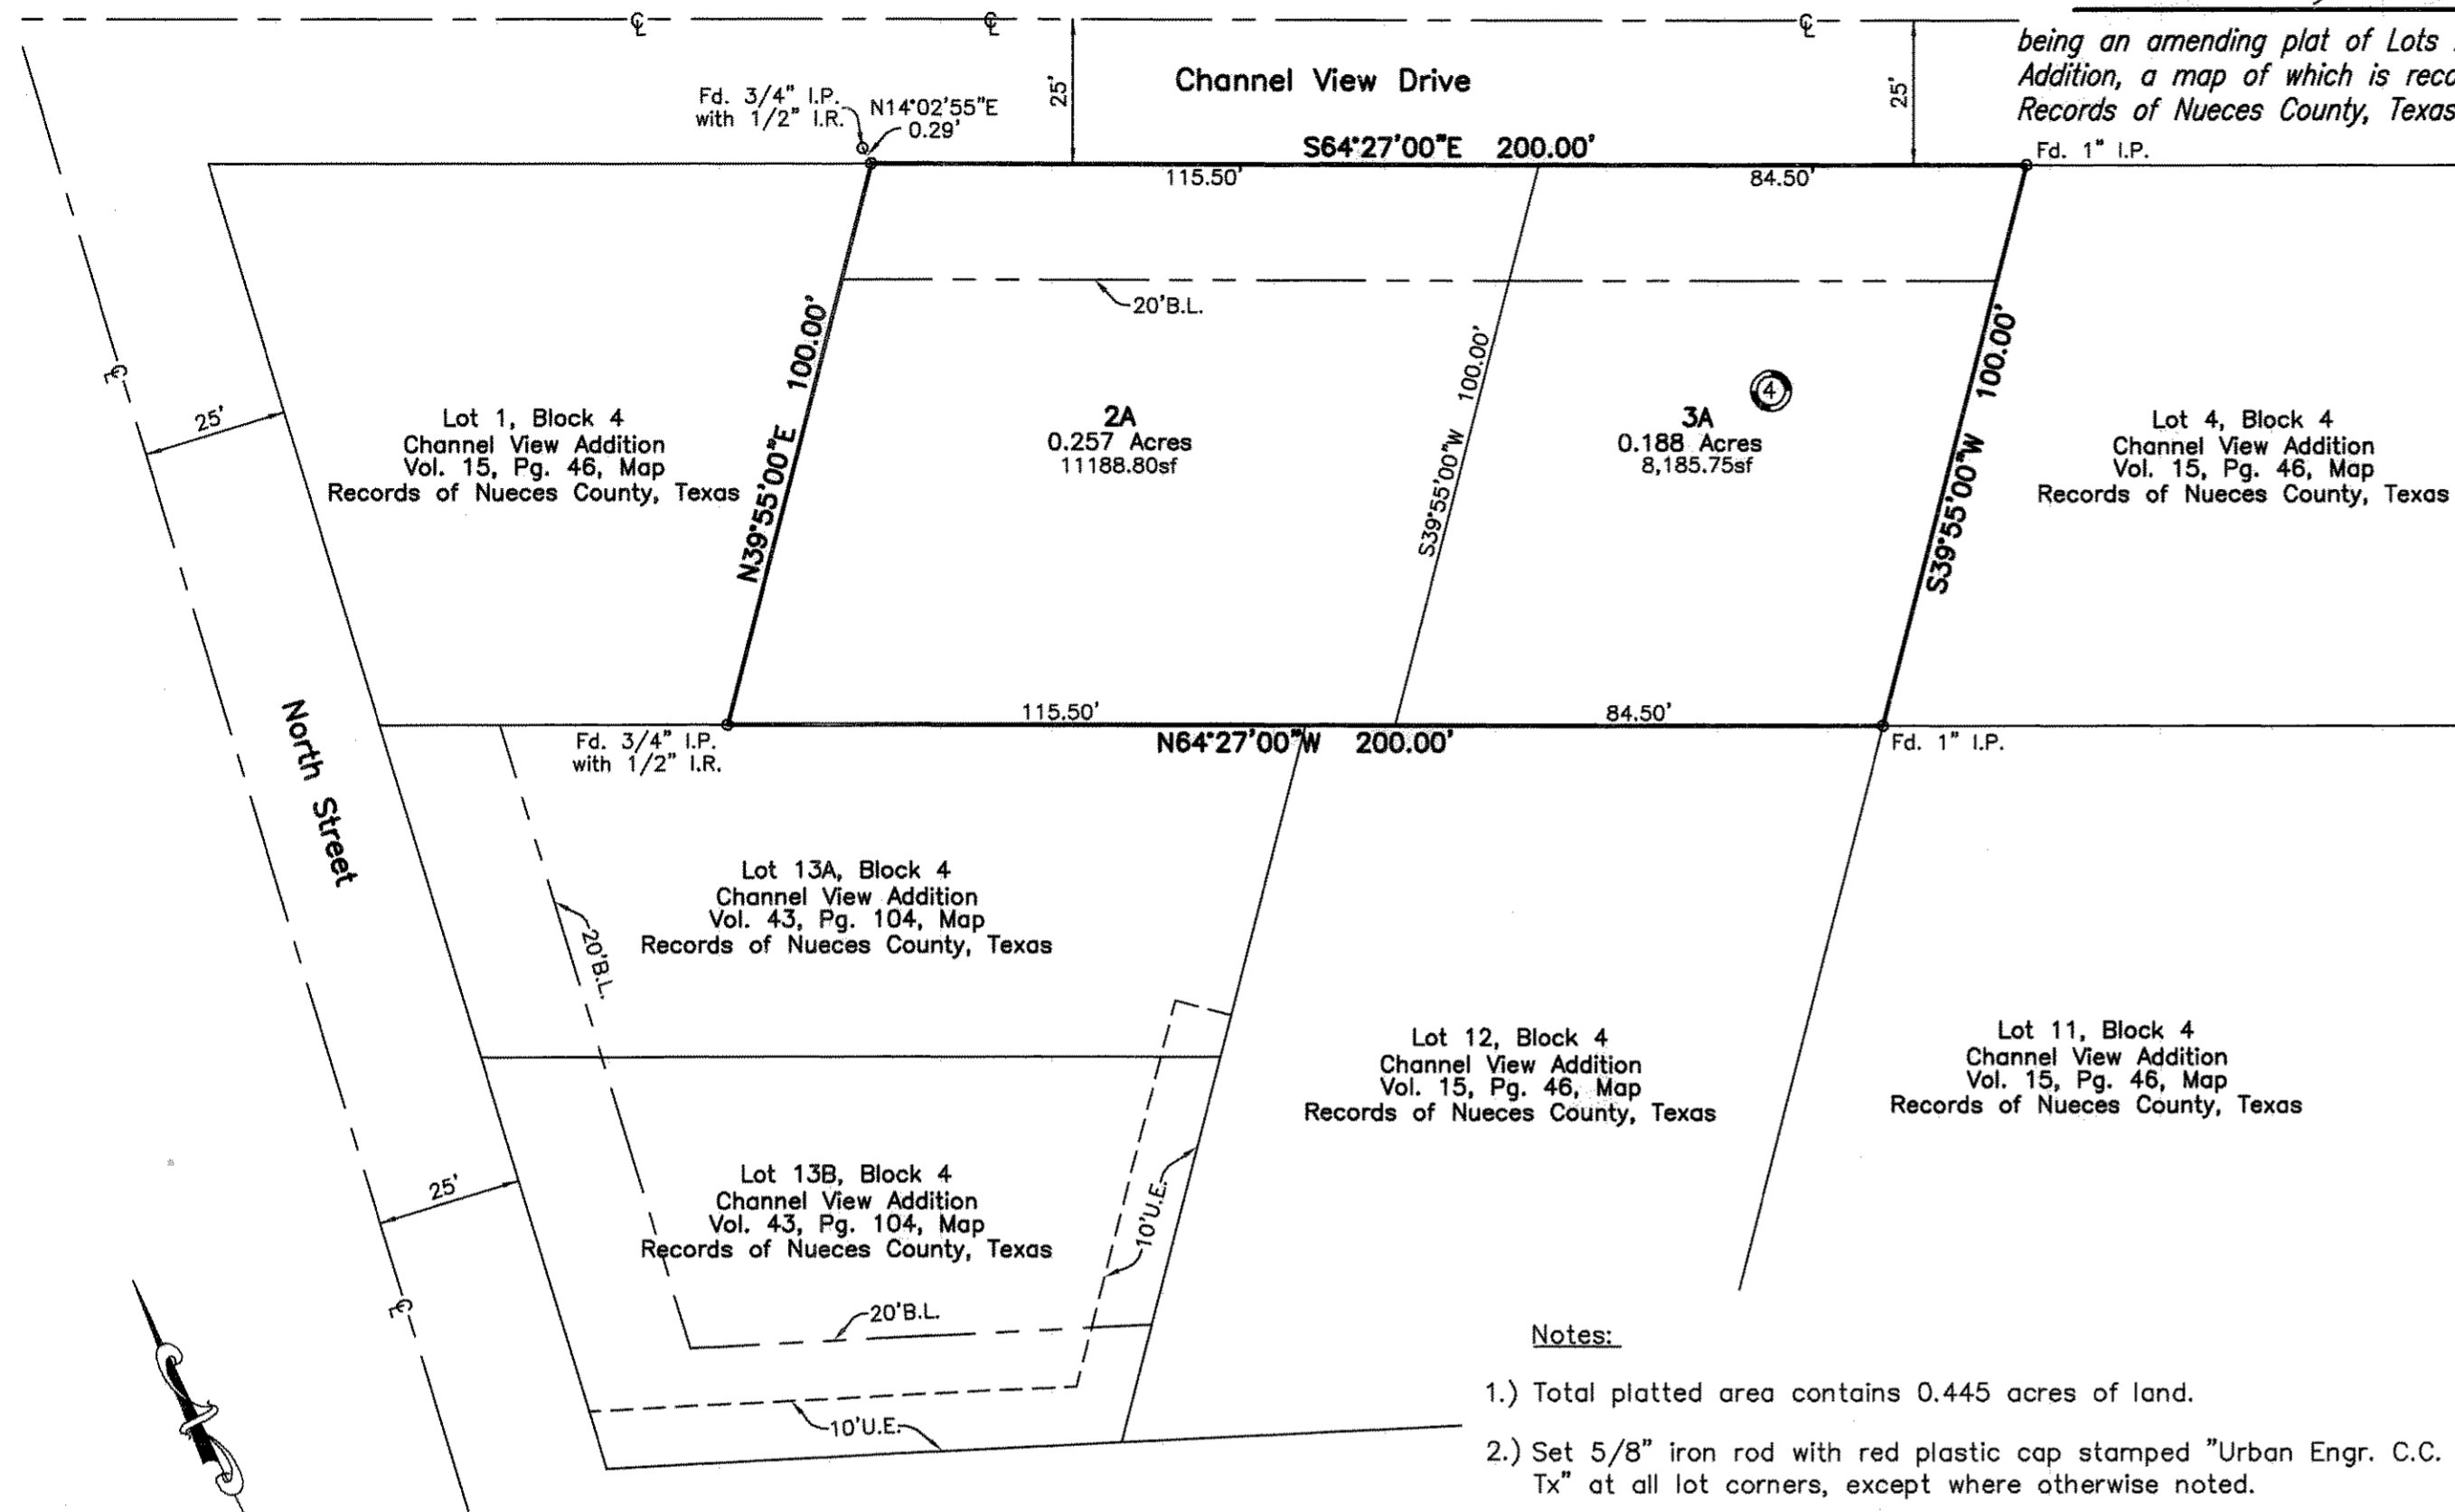 being an amending plat of Lots
Addition, a map of which is
Records of Nueces County, Texas
℄
℄
℄
25'
Channel View Drive
25'
Fd. 3/4" I.P.
with 1/2" I.R.
N14°02'55"E
0.29'
S64°27'00"E 200.00'
Fd. 1" I.P.
115.50'
84.50'
20'B.L.
N39°55'00"E 100.00'
S39°55'00"W 100.00'
S39°55'00"W 100.00'
℄
25'
Lot 1, Block 4
Channel View Addition
Vol. 15, Pg. 46, Map
Records of Nueces County, Texas
2A
0.257 Acres
11188.80sf
4
3A
0.188 Acres
8,185.75sf
Lot 4, Block 4
Channel View Addition
Vol. 15, Pg. 46, Map
Records of Nueces County, Texas
North Street
115.50'
84.50'
Fd. 3/4" I.P.
with 1/2" I.R.
N64°27'00"W 200.00'
Fd. 1" I.P.
Lot 13A, Block 4
Channel View Addition
Vol. 43, Pg. 104, Map
Records of Nueces County, Texas
20'B.L.
Lot 12, Block 4
Channel View Addition
Vol. 15, Pg. 46, Map
Records of Nueces County, Texas
Lot 11, Block 4
Channel View Addition
Vol. 15, Pg. 46, Map
Records of Nueces County, Texas
25'
Lot 13B, Block 4
Channel View Addition
Vol. 43, Pg. 104, Map
Records of Nueces County, Texas
10'U.E.
℄
20'B.L.
10'U.E.
Notes:
1.) Total platted area contains 0.445 acres of land.
2.) Set 5/8" iron rod with red plastic cap stamped "Urban Engr. C.C.
Tx" at all lot corners, except where otherwise noted.